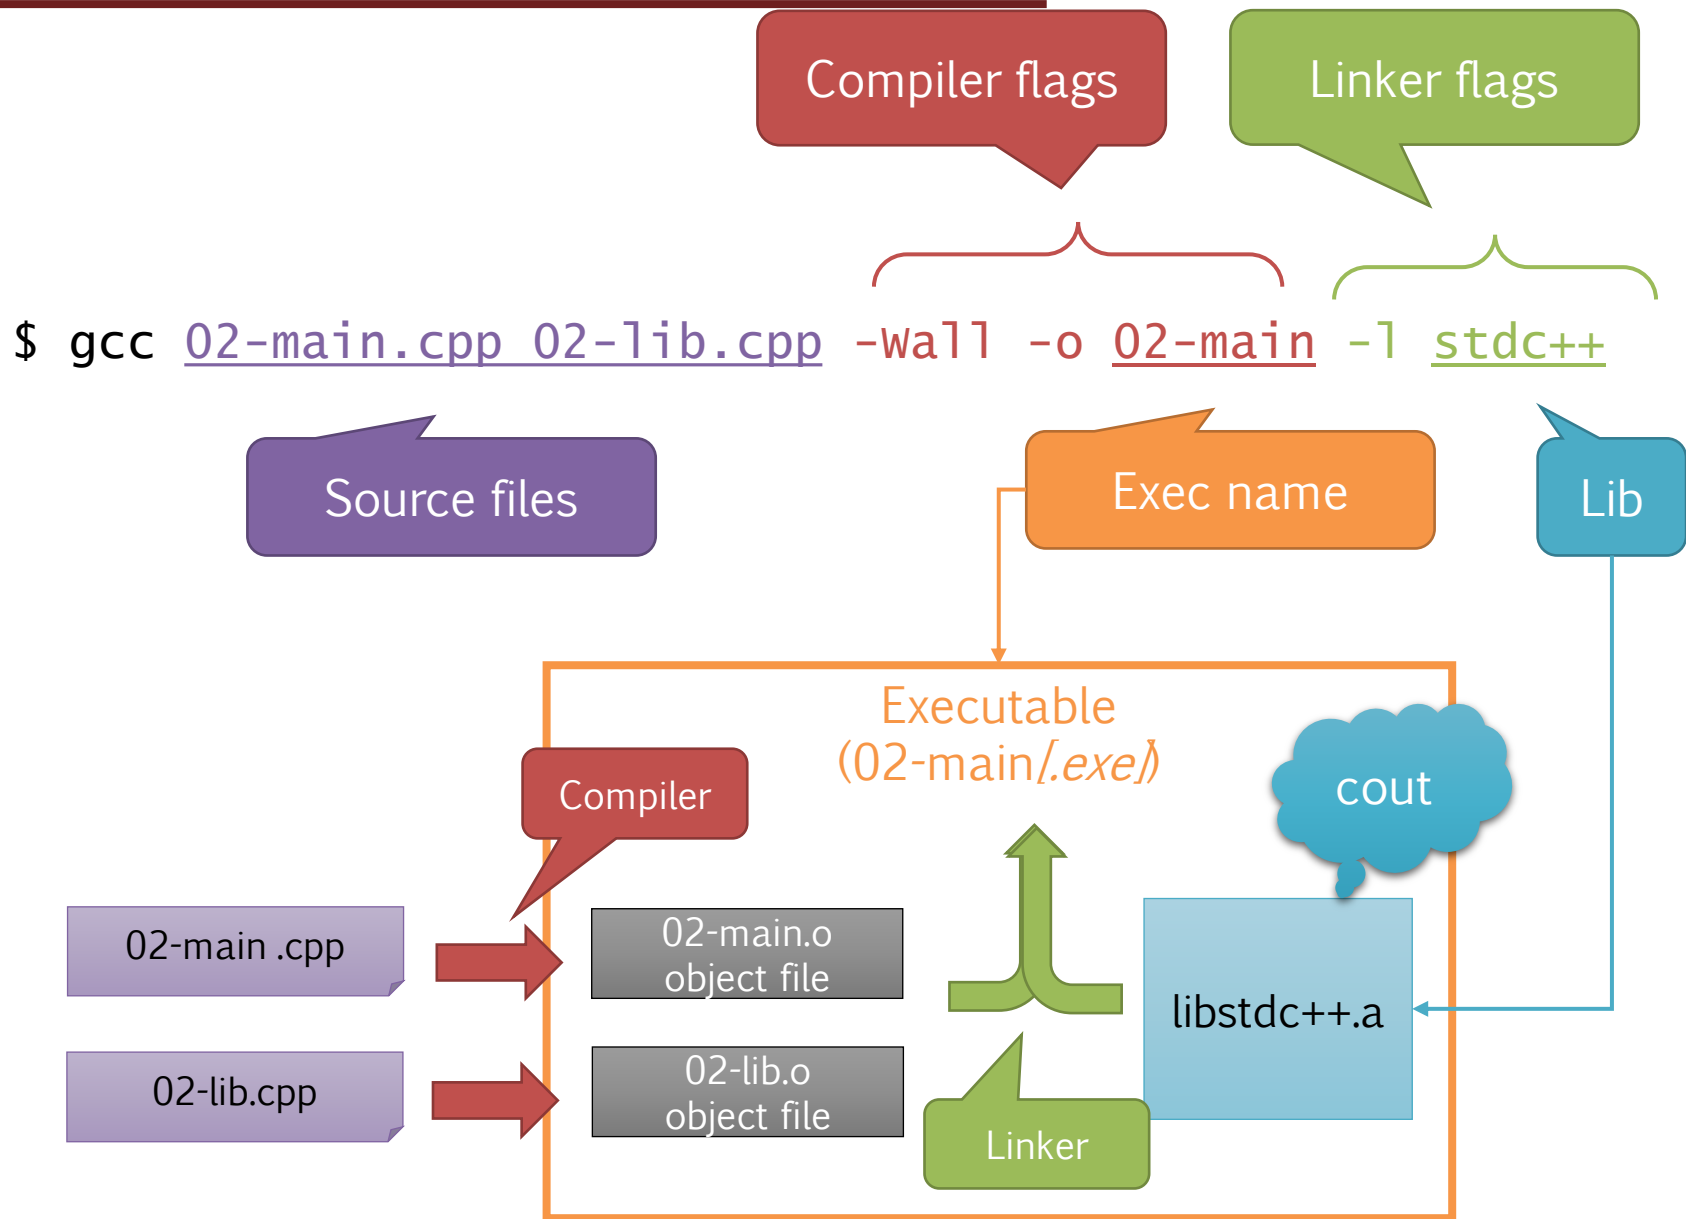 Compiler flags
Linker flags
$ gcc 02-main.cpp 02-lib.cpp -Wall -o 02-main -l stdc++
Source files
Exec name
Lib
Executable
(02-main[.exe])
cout
Compiler
02-main .cpp
02-main.o
object file
libstdc++.a
02-lib.cpp
02-lib.o
object file
Linker